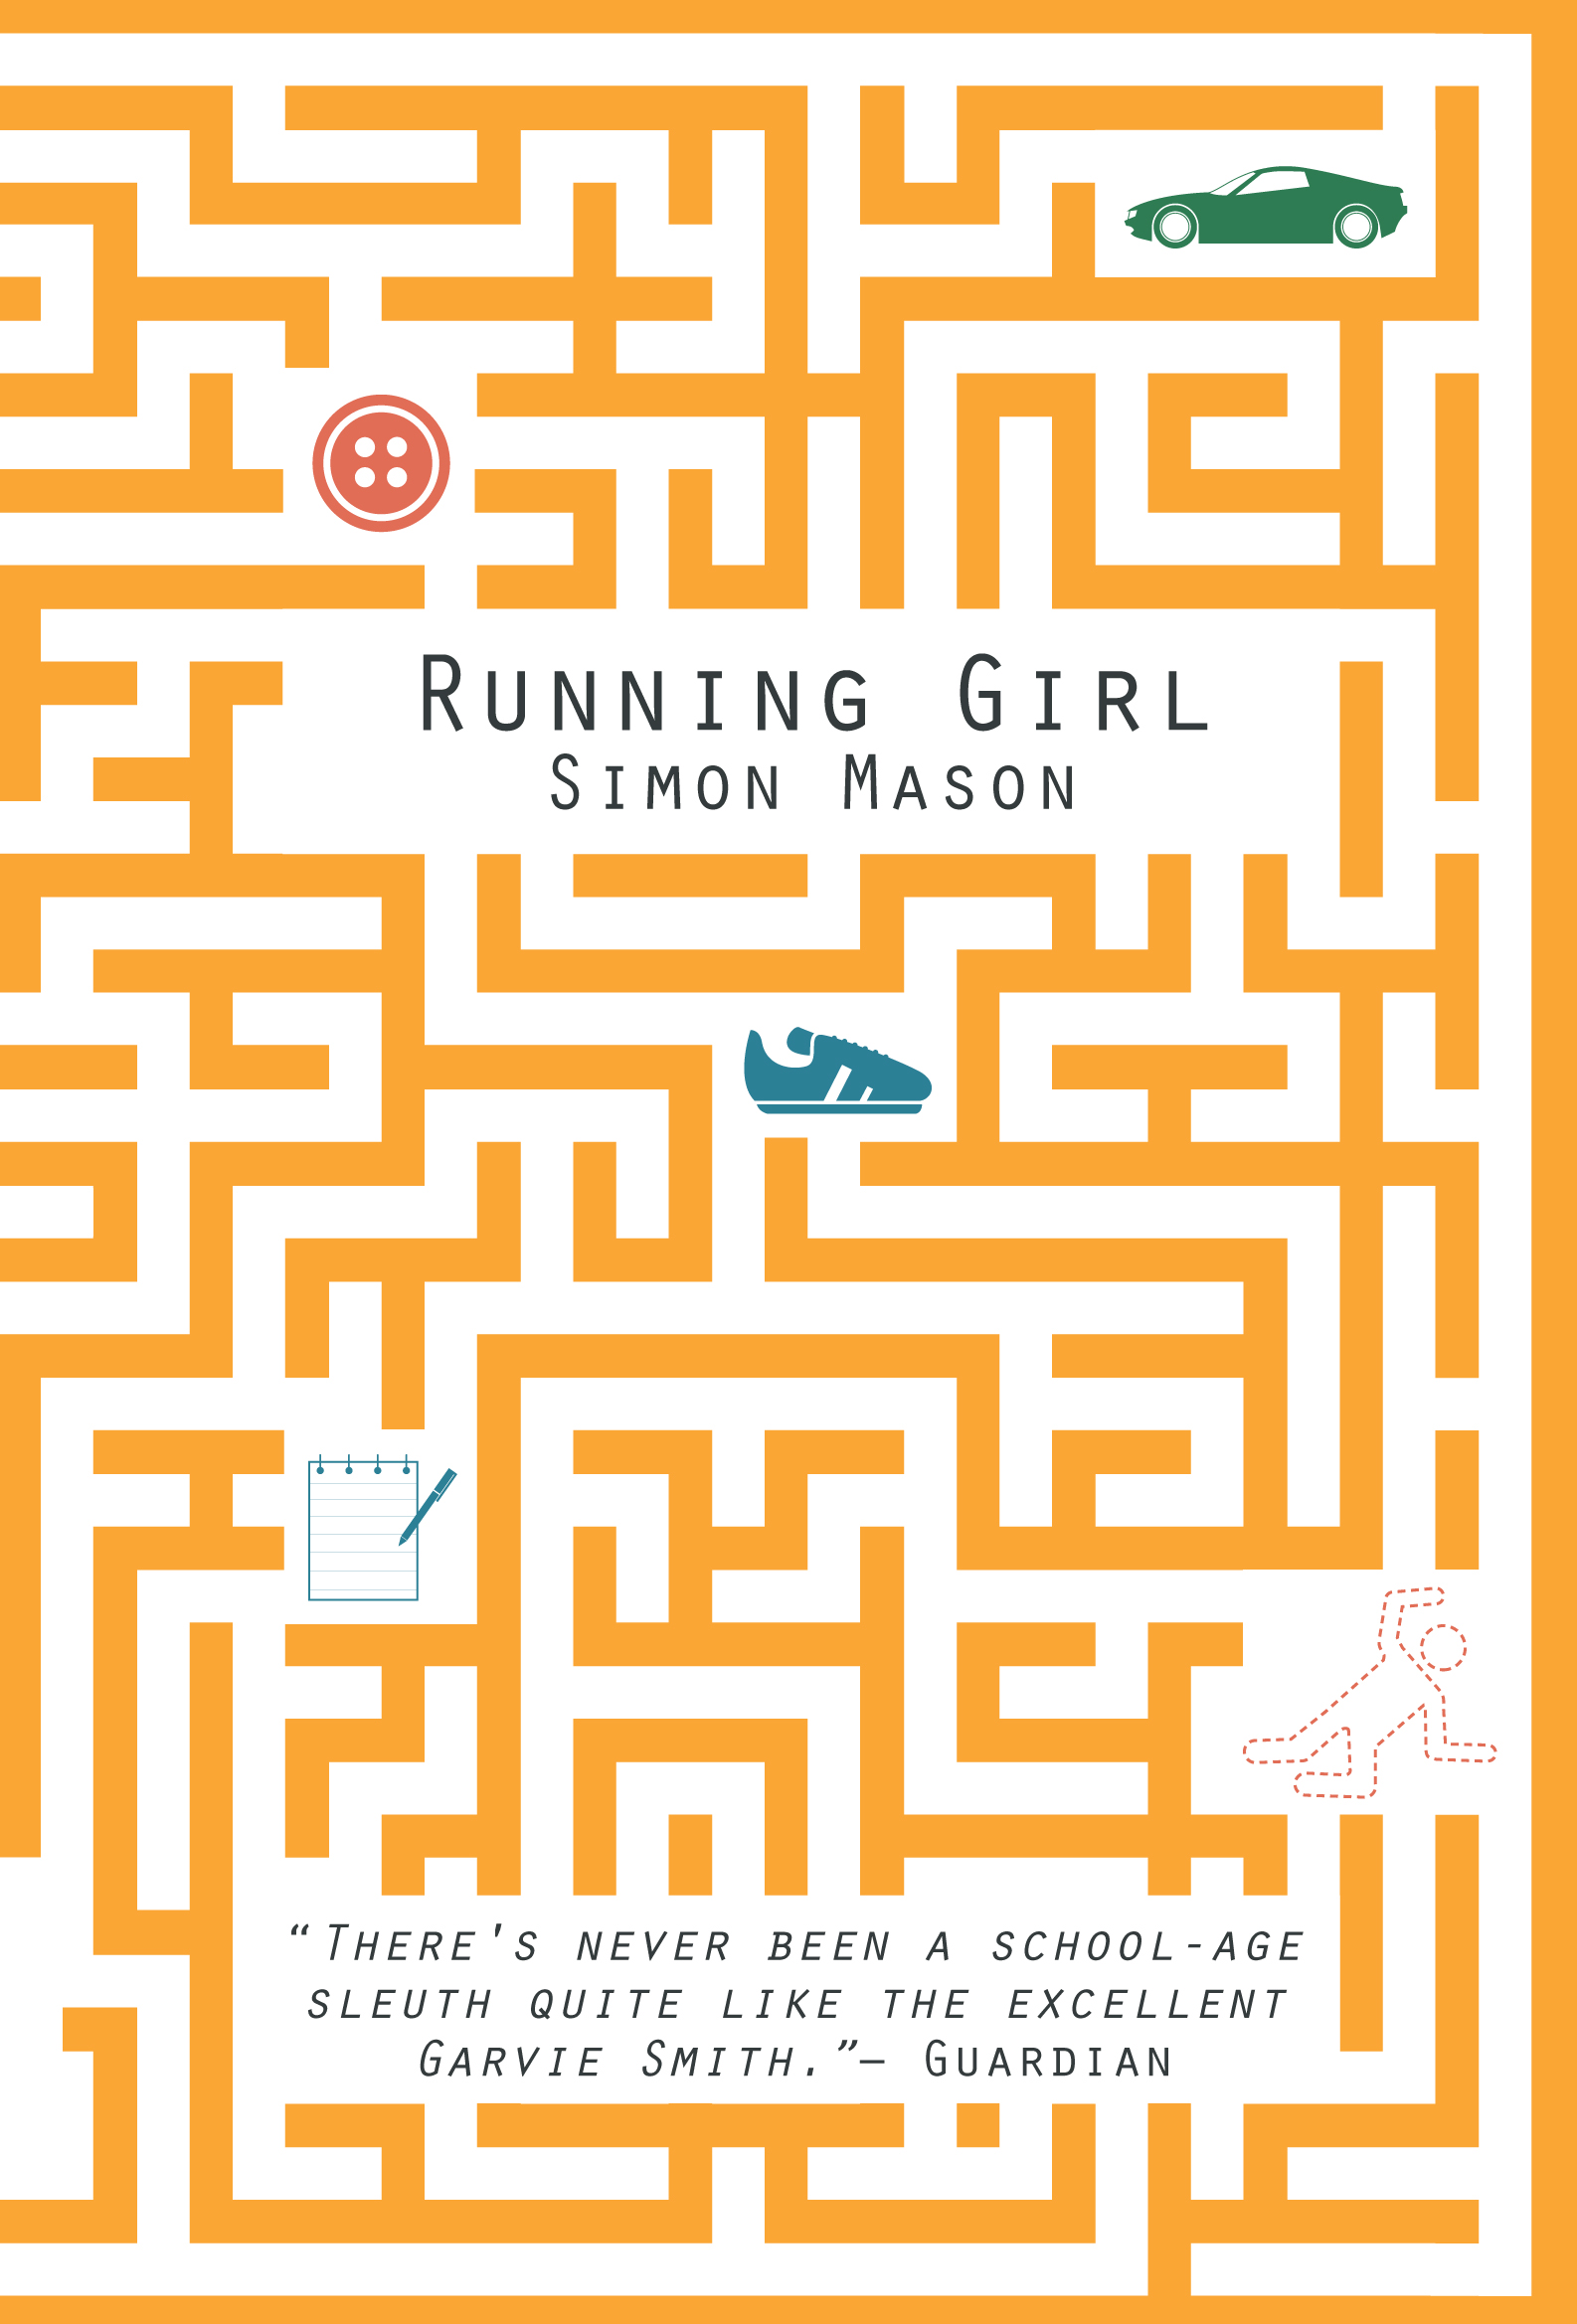 Running Girl
Simon Mason
“There's never been a school-age
sleuth quite like the excellent
Garvie Smith.”— Guardian